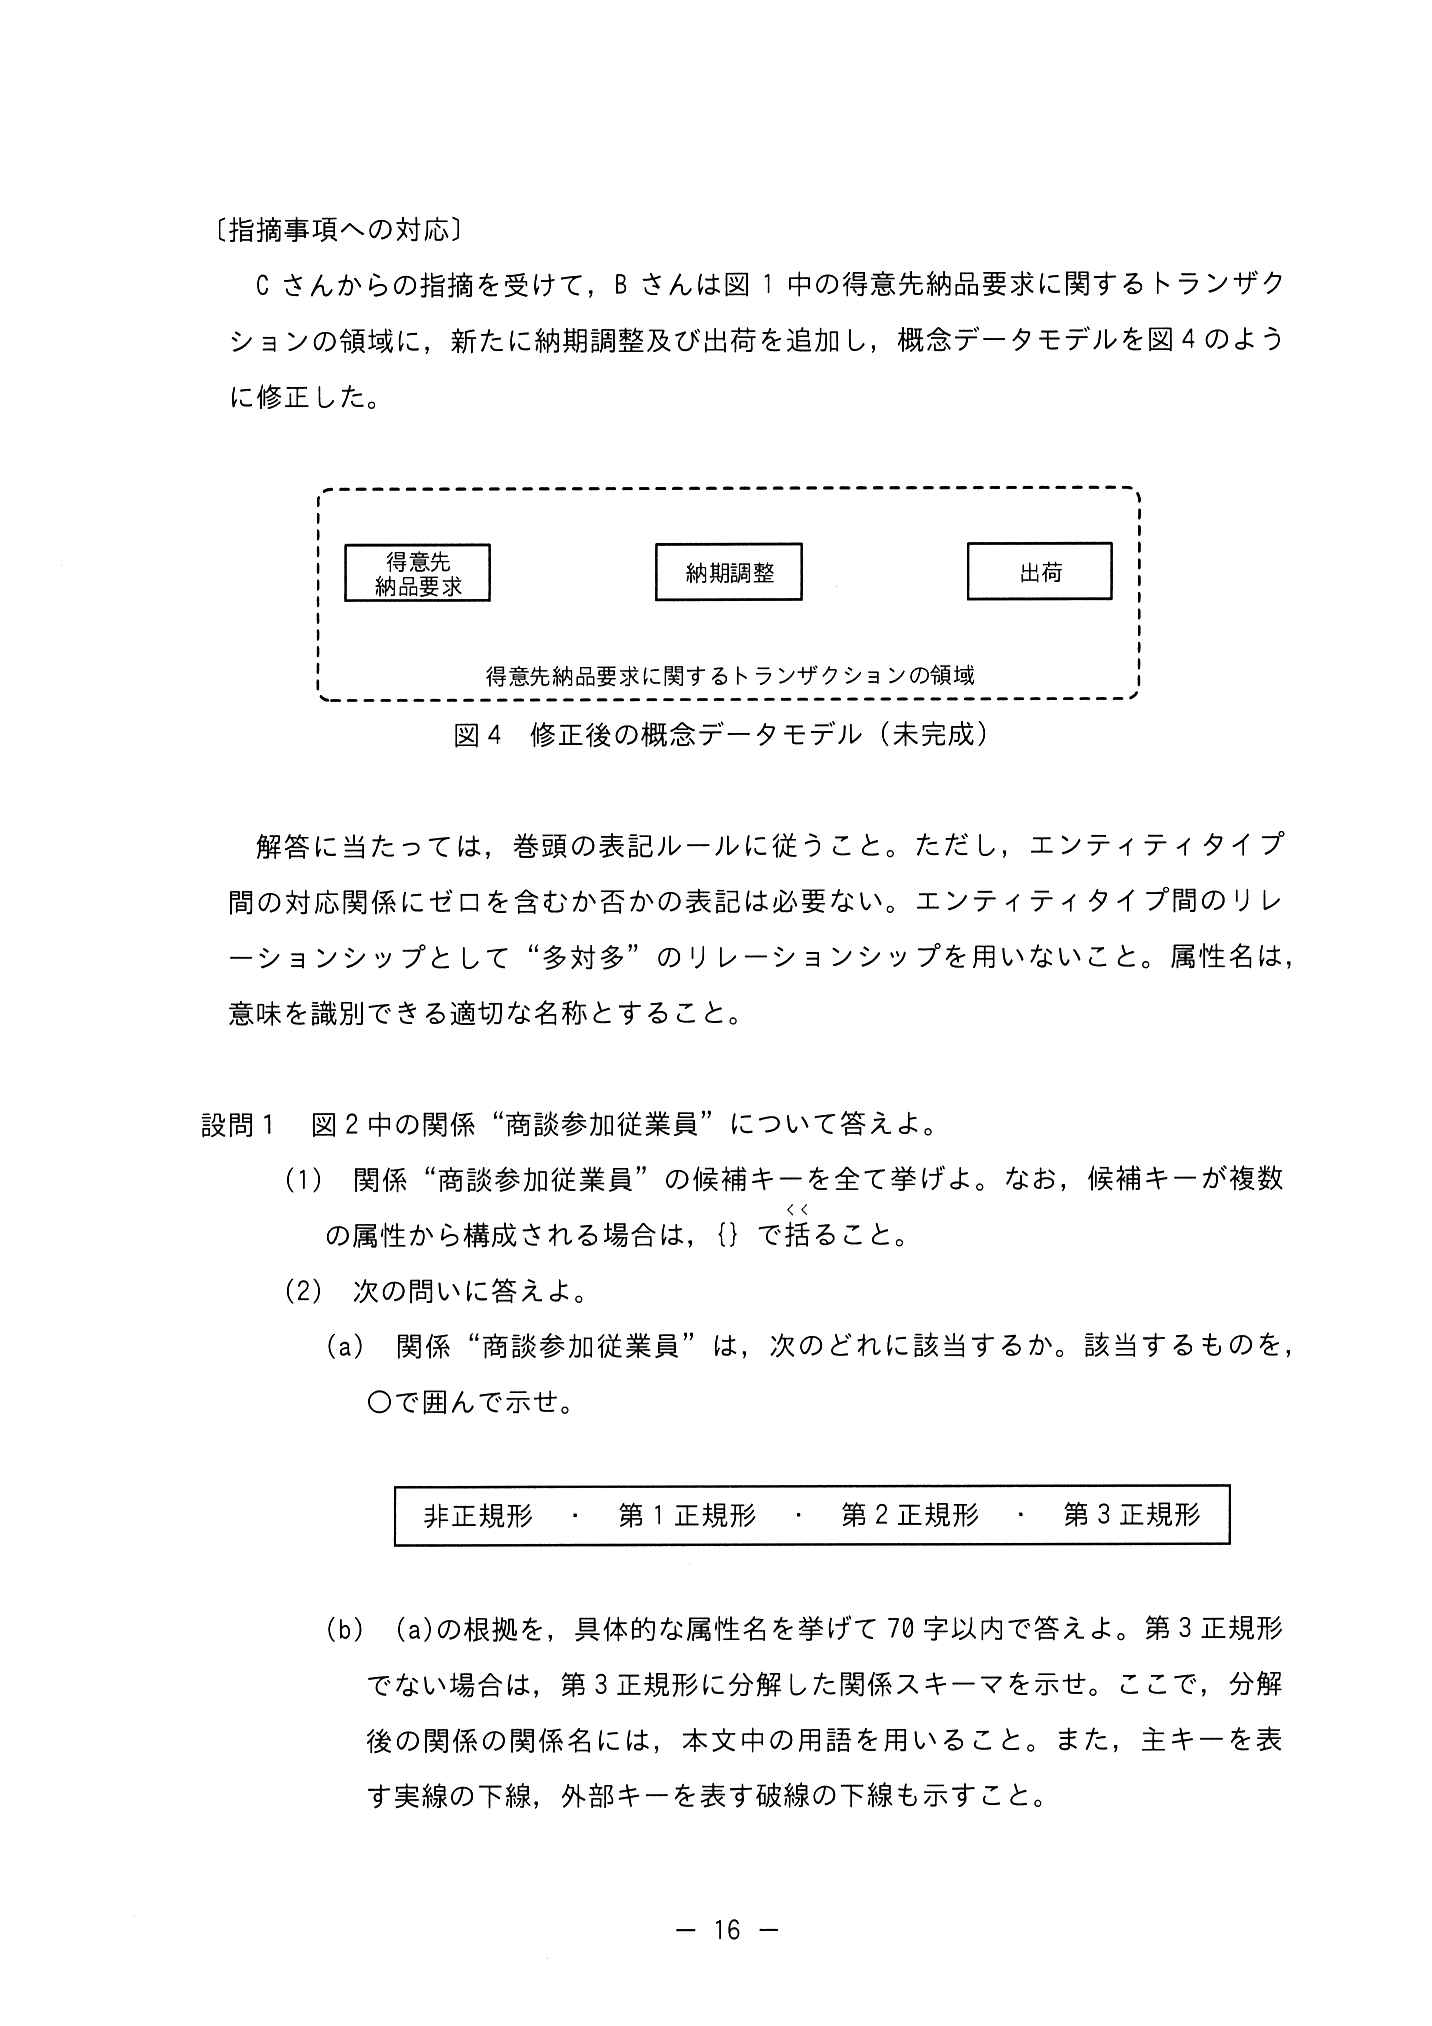 〔指摘事項への対応〕
C さんからの指摘を受けて，B さんは図 1 中の得意先納品要求に関するトランザク
ションの領域に，新たに納期調整及び出荷を追加し，概念データモデルを図 4 のよう
に修正した。
得意先
納品要求
納期調整
出荷
得意先納品要求に関するトランザクションの領域
図 4　修正後の概念データモデル（未完成）
解答に当たっては，巻頭の表記ルールに従うこと。ただし，エンティティタイプ
間の対応関係にゼロを含むか否かの表記は必要ない。エンティティタイプ間のリレ
ーションシップとして“多対多”のリレーションシップを用いないこと。属性名は，
意味を識別できる適切な名称とすること。
設問 1　図 2 中の関係“商談参加従業員”について答えよ。
(1)　関係“商談参加従業員”の候補キーを全て挙げよ。なお，候補キーが複数
くく
の属性から構成される場合は，{} で括ること。
(2)　次の問いに答えよ。
(a)　関係“商談参加従業員”は，次のどれに該当するか。該当するものを，
○で囲んで示せ。
非正規形　・　第 1 正規形　・　第 2 正規形　・　第 3 正規形
(b)　(a)の根拠を，具体的な属性名を挙げて 70 字以内で答えよ。第 3 正規形
でない場合は，第 3 正規形に分解した関係スキーマを示せ。ここで，分解
後の関係の関係名には，本文中の用語を用いること。また，主キーを表
す実線の下線，外部キーを表す破線の下線も示すこと。
— 16 —